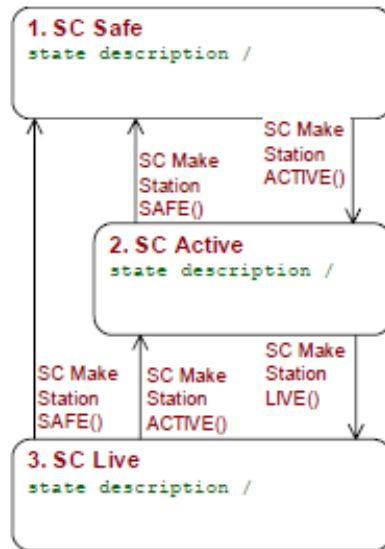 1. SC Safe
state description /
SC Make
Station
ACTIVE()
SC Make
Station
SAFE()
2. SC Active
state description /
SC Make
Station
SAFE()
SC Make
Station
ACTIVE()
SC Make
Station
LIVE()
3. SC Live
state description /